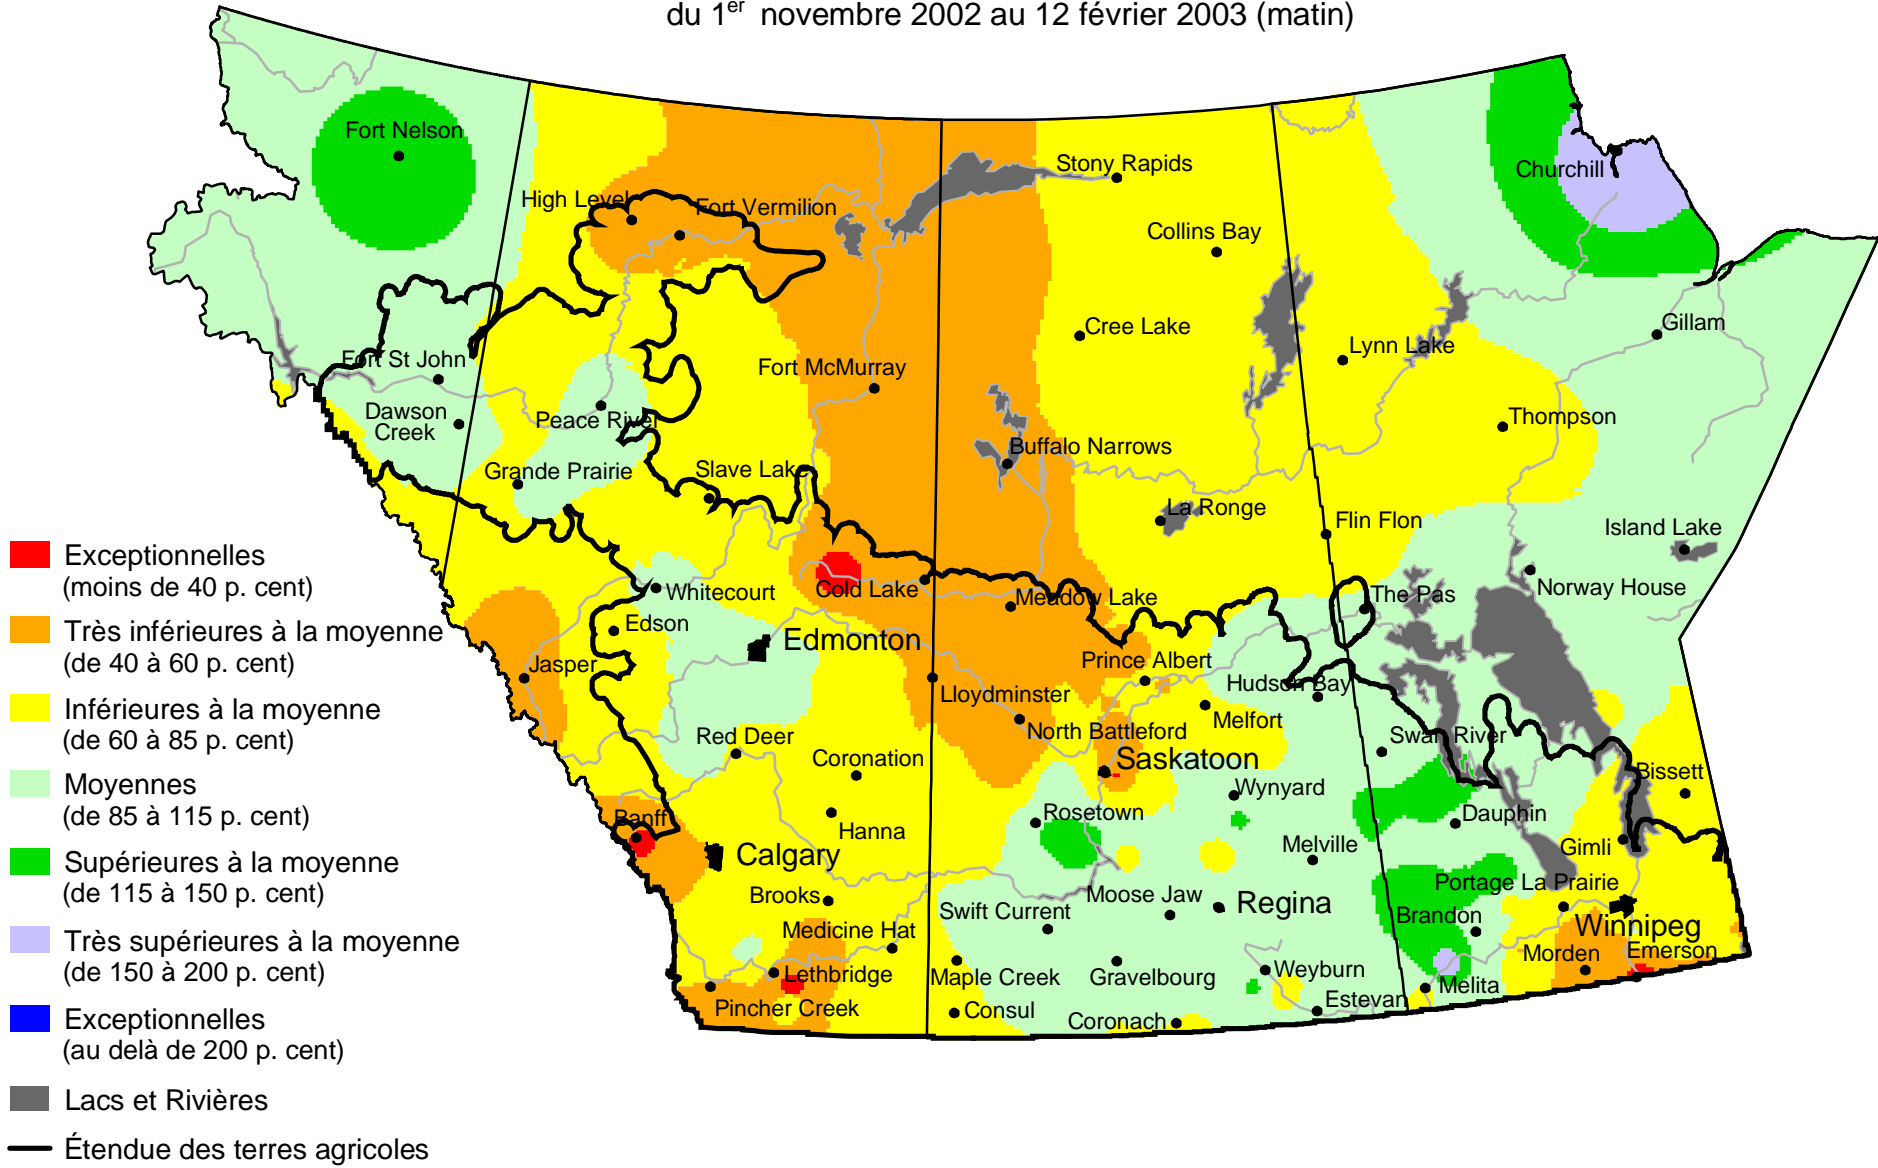 du 1er novembre 2002 au 12 février 2003 (matin)
Fort Nelson
Churchill
Stony Rapids
High Level
Fort Vermilion
Collins Bay
Gillam
Cree Lake
Lynn Lake
Fort St John
Fort McMurray
Dawson
Creek
Peace River
Thompson
Buffalo Narrows
Grande Prairie
Slave Lake
La Ronge
Flin Flon
Island Lake
Norway House
Whitecourt
Cold Lake
Meadow Lake
The Pas
Edson
Edmonton
Jasper
Prince Albert
Hudson Bay
Lloydminster
Melfort
North Battleford
Red Deer
Swan River
Coronation
Saskatoon
Bissett
Wynyard
Banff
Hanna
Rosetown
Dauphin
Melville
Gimli
Calgary
Brooks
Moose Jaw
Portage La Prairie
Swift Current
Regina
Brandon
Winnipeg
Medicine Hat
Morden
Emerson
Lethbridge
Maple Creek
Gravelbourg
Weyburn
Melita
Pincher Creek
Consul
Coronach
Estevan
Exceptionnelles
(moins de 40 p. cent)
Très inférieures à la moyenne
(de 40 à 60 p. cent)
Inférieures à la moyenne
(de 60 à 85 p. cent)
Moyennes
(de 85 à 115 p. cent)
Supérieures à la moyenne
(de 115 à 150 p. cent)
Très supérieures à la moyenne
(de 150 à 200 p. cent)
Exceptionnelles
(au delà de 200 p. cent)
Lacs et Rivières
Étendue des terres agricoles